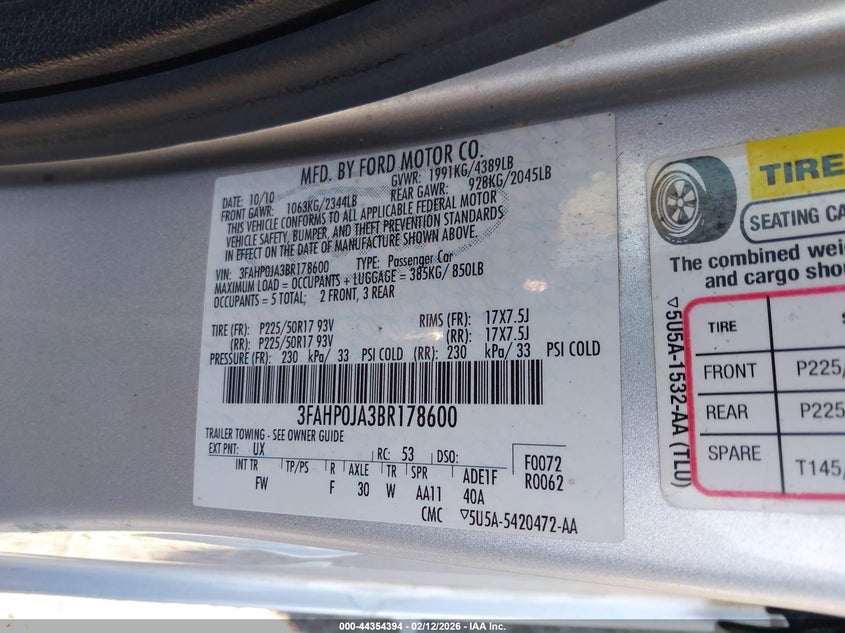 MFD. BY FORD MOTOR CO.
DATE: 10/10 GVWR: 1991KG/4389LB
FRONT GAWR: 1063KG/2344LB REAR GAWR: 928KG/2045LB
THIS VEHICLE CONFORMS TO ALL APPLICABLE FEDERAL MOTOR
VEHICLE SAFETY, BUMPER, AND THEFT PREVENTION STANDARDS
IN EFFECT ON THE DATE OF MANUFACTURE SHOWN ABOVE.
VIN: 3FAHP0JA3BR178600 TYPE: Passenger Car
MAXIMUM LOAD = OCCUPANTS + LUGGAGE = 385KG/ 850LB
OCCUPANTS = 5 TOTAL; 2 FRONT, 3 REAR
TIRE (FR): P225/50R17 93V RIMS (FR): 17X7.5J
(RR): P225/50R17 93V (RR): 17X7.5J
PRESSURE (FR): 230 kPa/ 33 PSI COLD (RR): 230 kPa/ 33 PSI COLD
3FAHP0JA3BR178600
TRAILER TOWING - SEE OWNER GUIDE
EXT PNT: UX RC: 53 DSO: F0072
INT TR TP/PS R AXLE TR SPR ADE1F R0062
FW F 30 W AA11 40A
CMC ▽5U5A-5420472-AA
TIRE
SEATING CA
The combined wei
and cargo sho
▽5U5A-1532-AA (TLU)
TIRE S
FRONT P225/
REAR P225
SPARE T145/
000-44354394 - 02/12/2026 - IAA Inc.